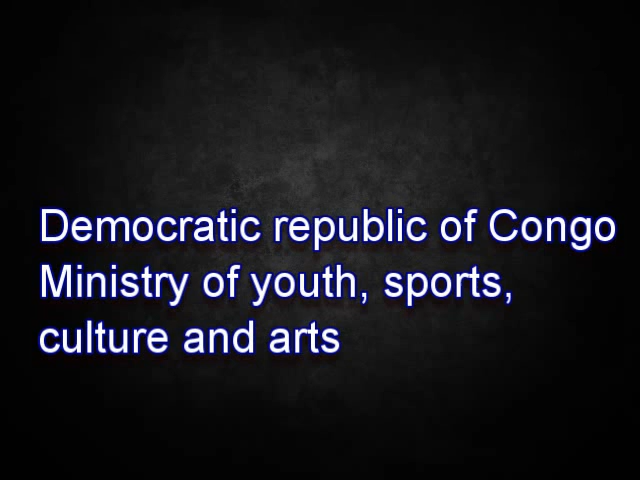 Democratic republic of Congo
Ministry of youth, sports,
culture and arts